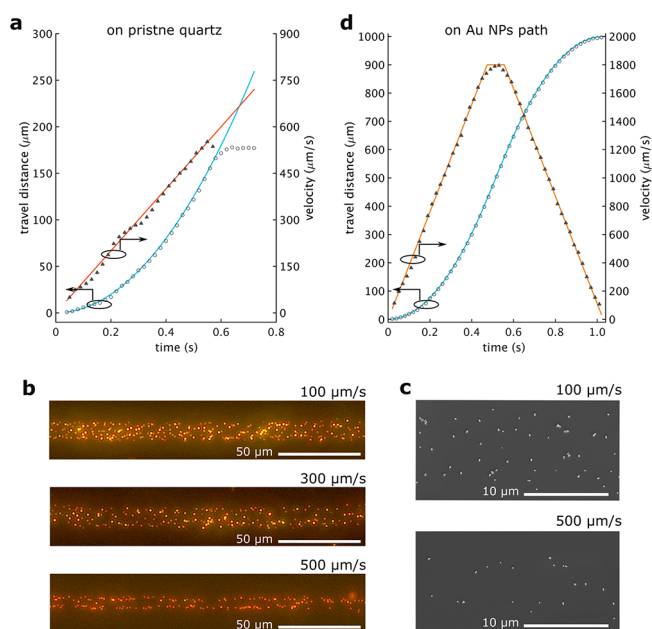 a
on pristne quartz
300
250
200
150
100
50
0
travel distance (μm)
900
750
600
450
300
150
0
velocity (μm/s)
0 0.2 0.4 0.6 0.8
time (s)
d
on Au NPs path
1000
900
800
700
600
500
400
300
200
100
0
travel distance (μm)
2000
1800
1600
1400
1200
1000
800
600
400
200
0
velocity (μm/s)
0 0.2 0.4 0.6 0.8 1.0
time (s)
b
100 μm/s
50 μm
300 μm/s
50 μm
500 μm/s
50 μm
c
100 μm/s
10 μm
500 μm/s
10 μm